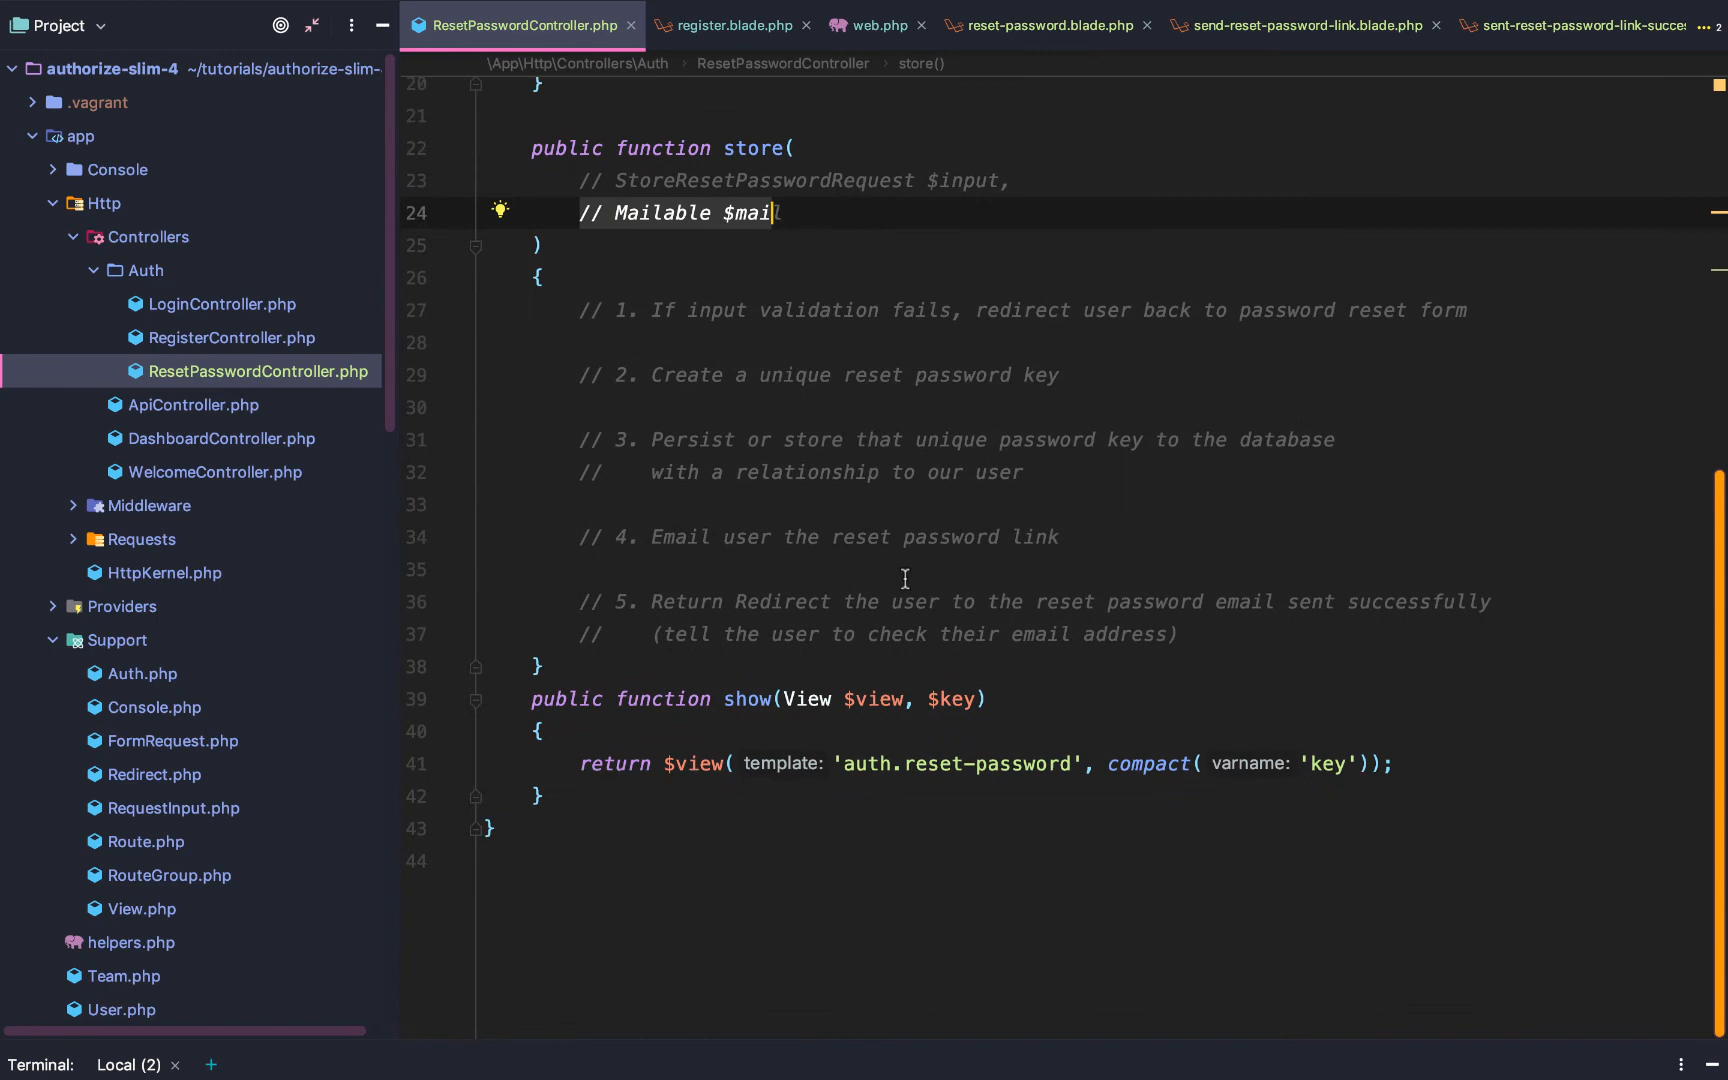 Project
ResetPasswordController.php
register.blade.php
web.php
reset-password.blade.php
send-reset-password-link.blade.php
sent-reset-password-link-succes
2
authorize-slim-4 ~/tutorials/authorize-slim-
.vagrant
app
Console
Http
Controllers
Auth
LoginController.php
RegisterController.php
ResetPasswordController.php
ApiController.php
DashboardController.php
WelcomeController.php
Middleware
Requests
HttpKernel.php
Providers
Support
Auth.php
Console.php
FormRequest.php
Redirect.php
RequestInput.php
Route.php
RouteGroup.php
View.php
helpers.php
Team.php
User.php
\App\Http\Controllers\Auth › ResetPasswordController › store()
20 }
21
22 public function store(
23 // StoreResetPasswordRequest $input,
24 // Mailable $mail
25 )
26 {
27 // 1. If input validation fails, redirect user back to password reset form
28
29 // 2. Create a unique reset password key
30
31 // 3. Persist or store that unique password key to the database
32 // with a relationship to our user
33
34 // 4. Email user the reset password link
35
36 // 5. Return Redirect the user to the reset password email sent successfully
37 // (tell the user to check their email address)
38 }
39 public function show(View $view, $key)
40 {
41 return $view( template: 'auth.reset-password', compact( varname: 'key'));
42 }
43 }
44
Terminal: Local (2) × +